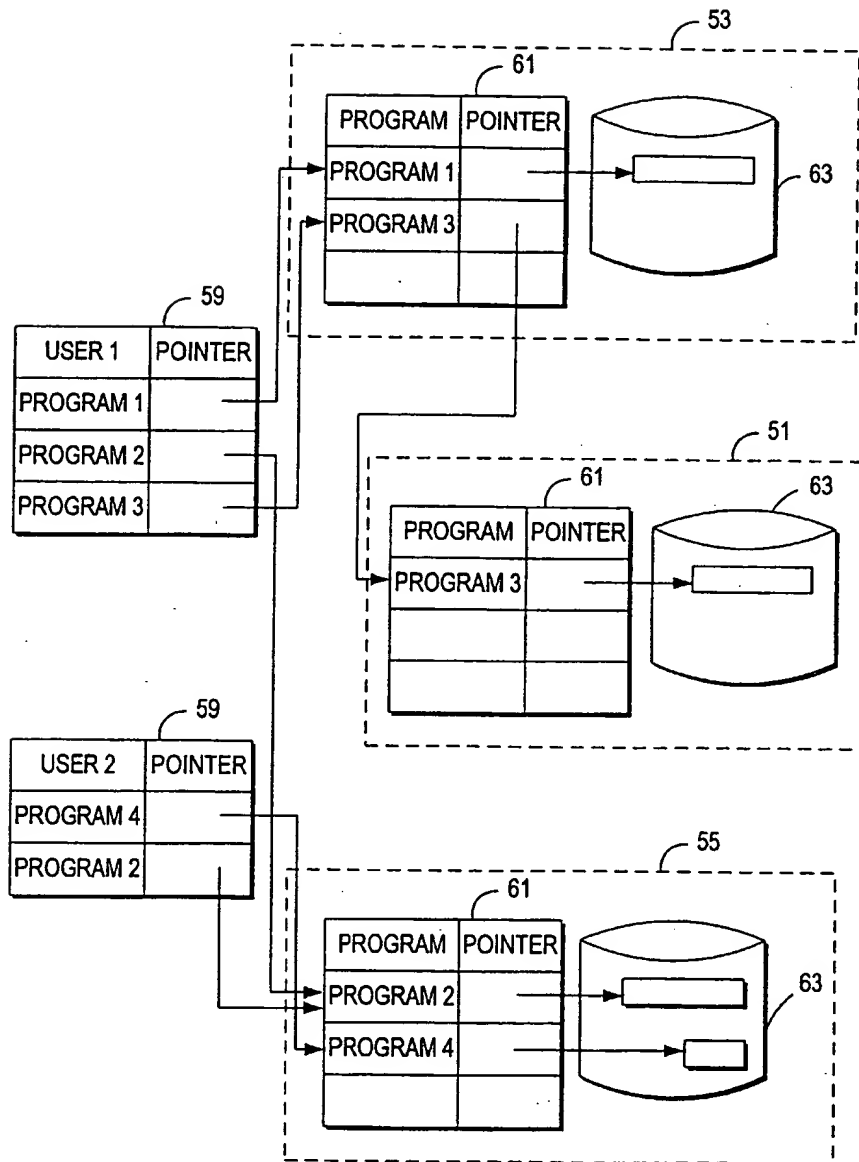 53
61
PROGRAM POINTER
PROGRAM 1
PROGRAM 3
63
59
USER 1 POINTER
PROGRAM 1
PROGRAM 2
PROGRAM 3
51
61
63
PROGRAM POINTER
PROGRAM 3
59
USER 2 POINTER
PROGRAM 4
PROGRAM 2
55
61
PROGRAM POINTER
PROGRAM 2
PROGRAM 4
63